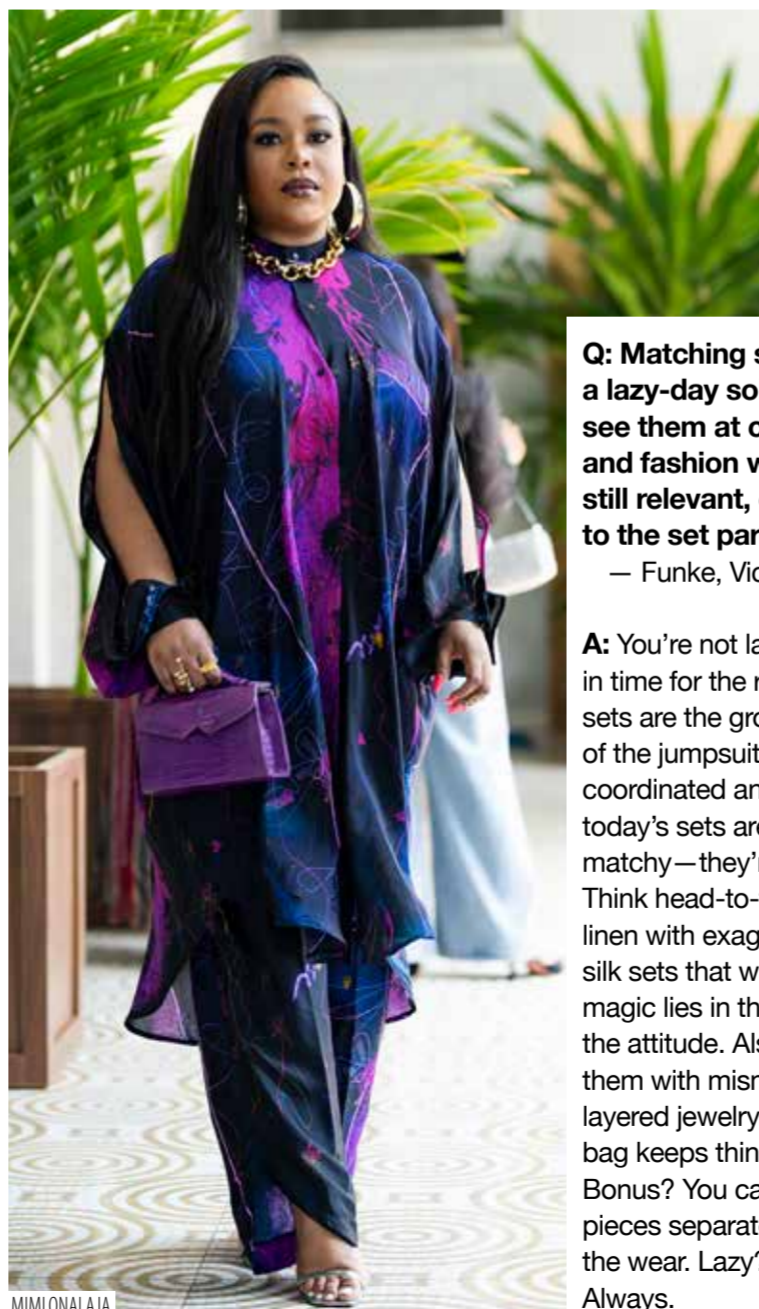 Q: Matching s
a lazy-day so
see them at o
and fashion w
still relevant,
to the set par
— Funke, Vic
A: You’re not la
in time for the r
sets are the gro
of the jumpsuit
coordinated an
today’s sets are
matchy—they’r
Think head-to-
linen with exag
silk sets that w
magic lies in th
the attitude. Als
them with misn
layered jewelry
bag keeps thin
Bonus? You ca
pieces separate
the wear. Lazy?
Always.
MIMI ONALAJA